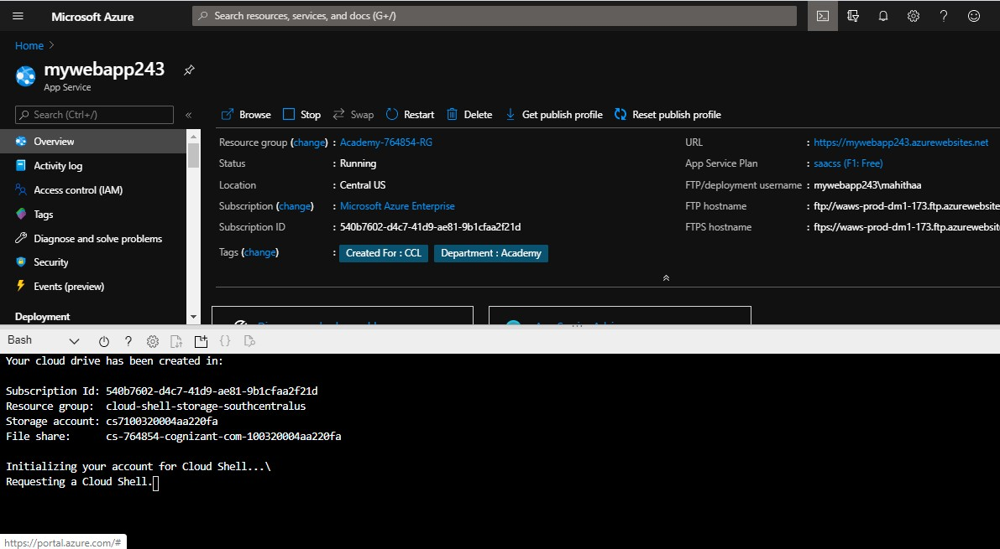 Microsoft Azure
Search resources, services, and docs (G+/)
Home
mywebapp243
App Service
Search (Ctrl+/)
Overview
Activity log
Access control (IAM)
Tags
Diagnose and solve problems
Security
Events (preview)
Deployment
Browse Stop Swap Restart Delete Get publish profile Reset publish profile
Resource group (change) : Academy-764854-RG
Status : Running
Location : Central US
Subscription (change) : Microsoft Azure Enterprise
Subscription ID : 540b7602-d4c7-41d9-ae81-9b1cfaa2f21d
Tags (change) : Created For : CCL Department : Academy
URL : https://mywebapp243.azurewebsites.net
App Service Plan : saacss (F1: Free)
FTP/deployment username : mywebapp243\mahithaa
FTP hostname : ftp://waws-prod-dm1-173.ftp.azurewebsite
FTPS hostname : ftps://waws-prod-dm1-173.ftp.azurewebsit
Bash
Your cloud drive has been created in:
Subscription Id: 540b7602-d4c7-41d9-ae81-9b1cfaa2f21d
Resource group: cloud-shell-storage-southcentralus
Storage account: cs7100320004aa220fa
File share: cs-764854-cognizant-com-100320004aa220fa
Initializing your account for Cloud Shell...\
Requesting a Cloud Shell.
https://portal.azure.com/#